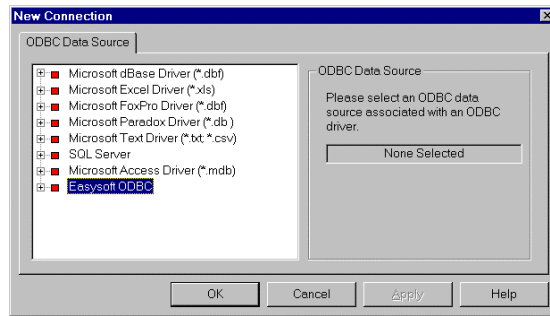 New Connection
ODBC Data Source
Microsoft dBase Driver (*.dbf)
Microsoft Excel Driver (*.xls)
Microsoft FoxPro Driver (*.dbf)
Microsoft Paradox Driver (*.db )
Microsoft Text Driver (*.txt; *.csv)
SQL Server
Microsoft Access Driver (*.mdb)
Easysoft ODBC
ODBC Data Source
Please select an ODBC data
source associated with an ODBC
driver.
None Selected
OK
Cancel
Apply
Help